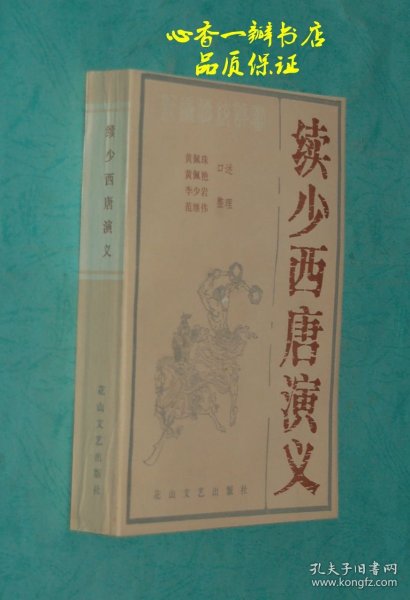 心香一瓣书店
品质保证
续少西唐演义
黄佩珠
黄佩艳
李少岩
范继伟
口述
整理
花山文艺出版社
续少西唐演义
花山文艺出版社
孔夫子旧书网
www.kongfz.com